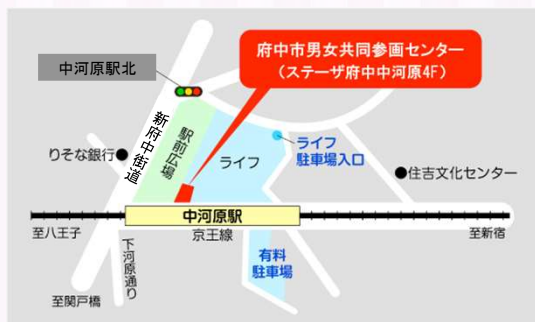 府中市男女共同参画センター
(ステーザ府中中河原4F)
中河原駅北
新府中街道
駅前広場
りそな銀行
ライフ
ライフ
駐車場入口
住吉文化センター
中河原駅
至八王子
京王線
至新宿
下河原通り
有料
駐車場
至関戸橋